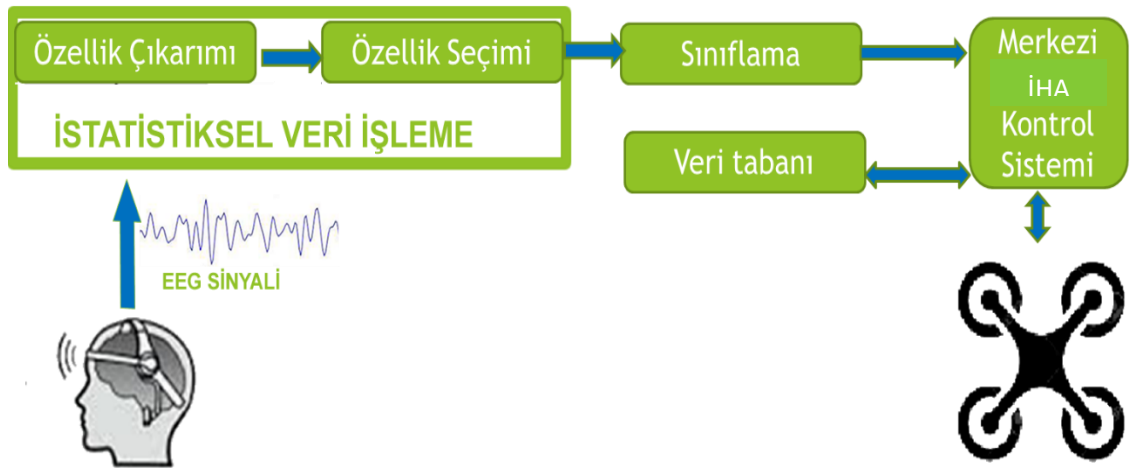 Özellik Çıkarımı
Özellik Seçimi
İSTATİSTİKSEL VERİ İŞLEME
Sınıflama
Veri tabanı
Merkezi
İHA
Kontrol
Sistemi
EEG SİNYALİ